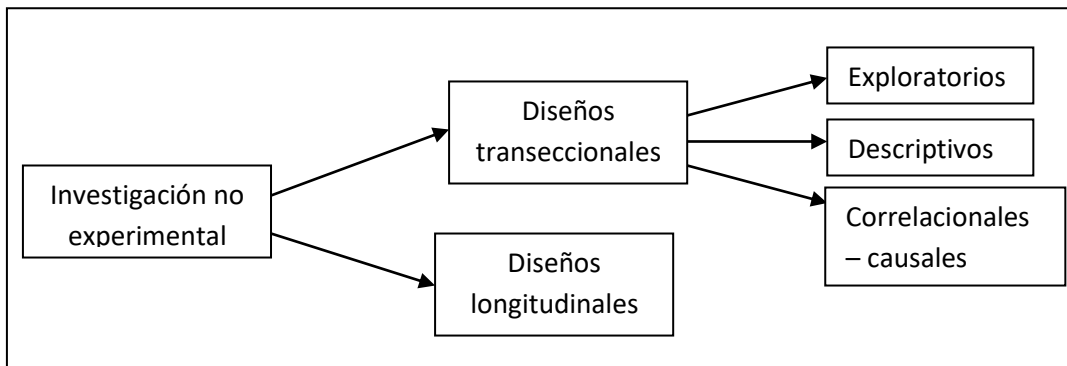 Investigación no
experimental
Diseños
transeccionales
Diseños
longitudinales
Exploratorios
Descriptivos
Correlacionales
– causales